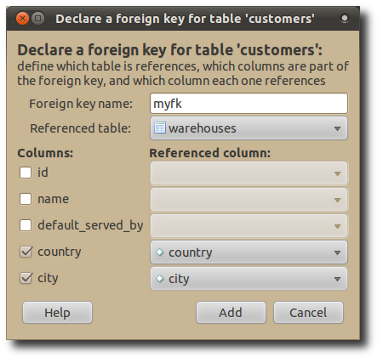 Declare a foreign key for table 'customers'
Declare a foreign key for table 'customers':
define which table is references, which columns are part of
the foreign key, and which column each one references
Foreign key name: myfk
Referenced table: warehouses
Columns: Referenced column:
id
name
default_served_by
country country
city city
Help Add Cancel